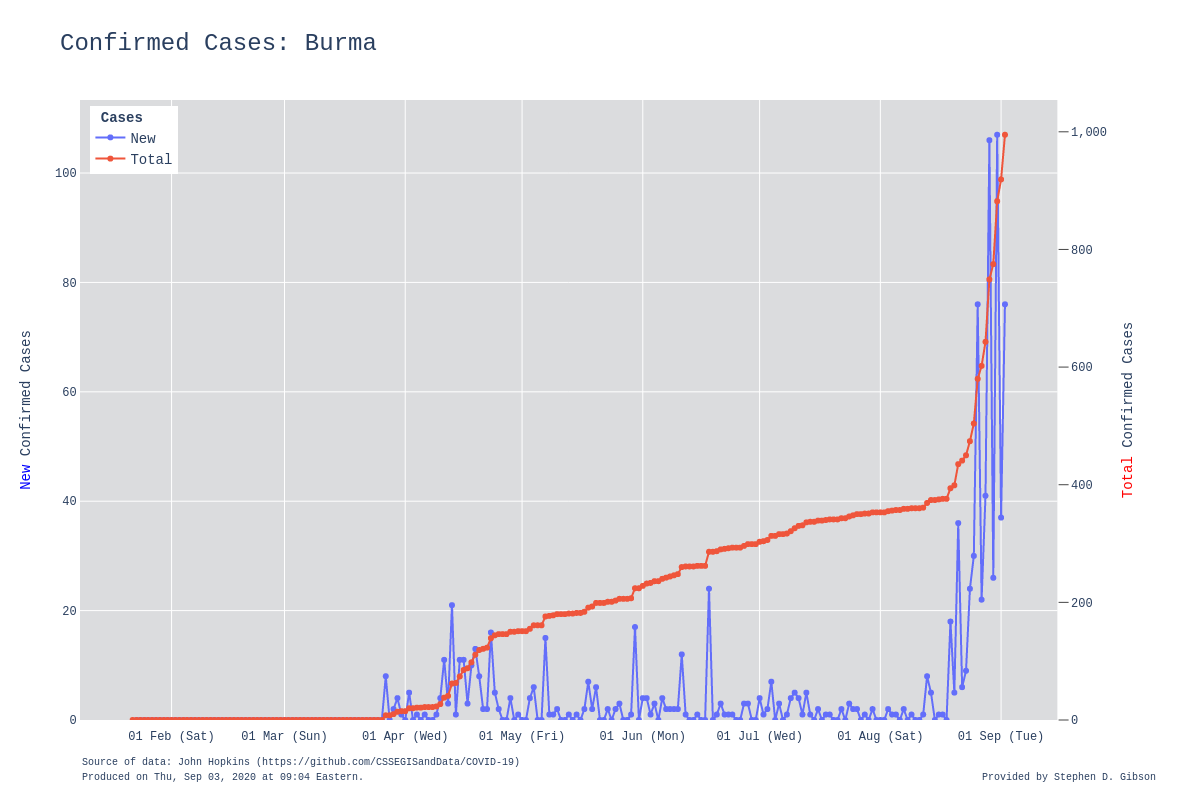 Confirmed Cases: Burma
Cases
New
Total
100
80
60
40
20
0
1,000
800
600
400
200
0
New Confirmed Cases
Total Confirmed Cases
01 Feb (Sat) 01 Mar (Sun) 01 Apr (Wed) 01 May (Fri) 01 Jun (Mon) 01 Jul (Wed) 01 Aug (Sat) 01 Sep (Tue)
Source of data: John Hopkins (https://github.com/CSSEGISandData/COVID-19)
Produced on Thu, Sep 03, 2020 at 09:04 Eastern.
Provided by Stephen D. Gibson